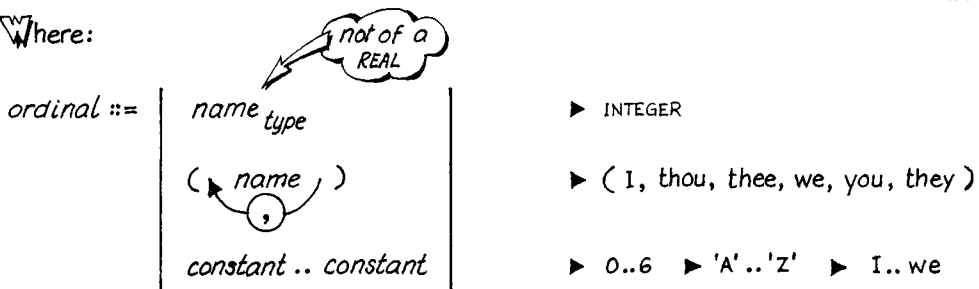 Where:
not of a
REAL
ordinal ::= name type ▶ INTEGER
( name ) ▶ ( I, thou, thee, we, you, they )
,
constant .. constant ▶ 0..6 ▶ 'A'..'Z' ▶ I.. we